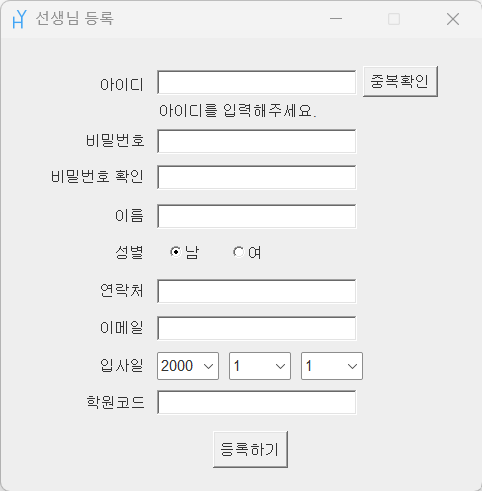 HY 선생님 등록
아이디 중복확인
아이디를 입력해주세요.
비밀번호
비밀번호 확인
이름
성별 남 여
연락처
이메일
입사일 2000 1 1
학원코드
등록하기